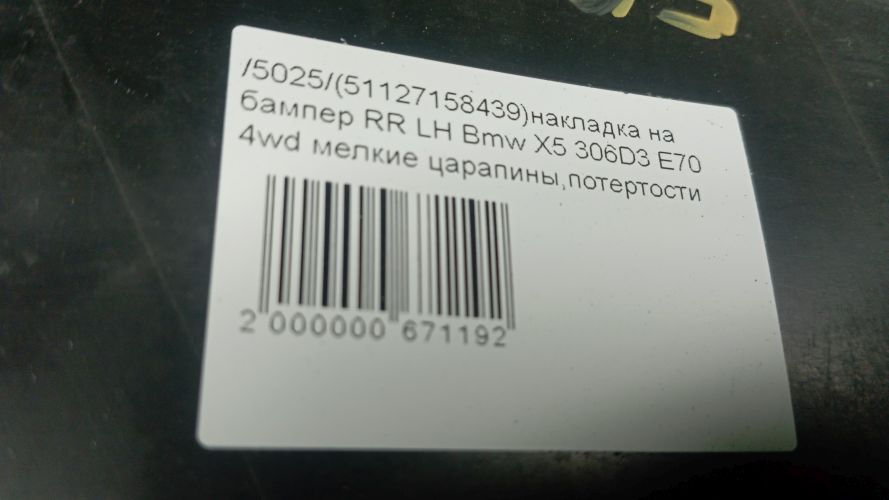 /5025/(51127158439)накладка на
бампер RR LH Bmw X5 306D3 E70
4wd мелкие царапины,потертости
2 000000 671192